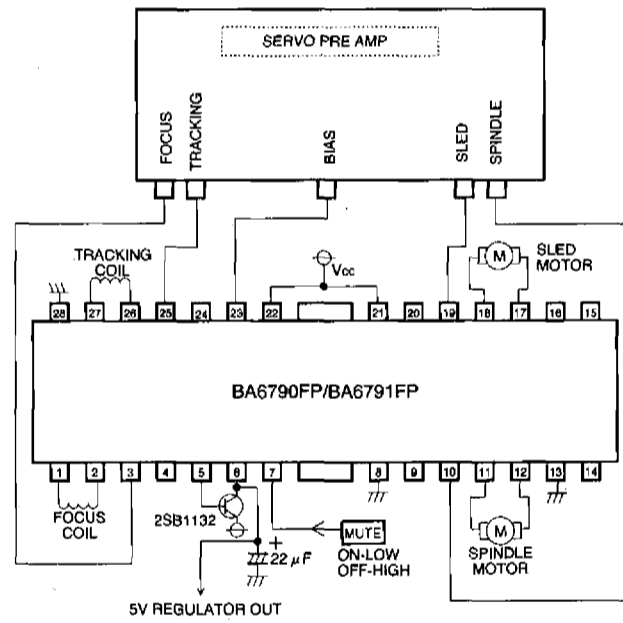 SERVO PRE AMP
FOCUS
TRACKING
BIAS
SLED
SPINDLE
TRACKING
COIL
Vcc
M
SLED
MOTOR
28 27 26 25 24 23 22 21 20 19 18 17 16 15
BA6790FP/BA6791FP
1 2 3 4 5 6 7 8 9 10 11 12 13 14
FOCUS
COIL
2SB1132
+
22 μF
MUTE
ON-LOW
OFF-HIGH
M
SPINDLE
MOTOR
5V REGULATOR OUT